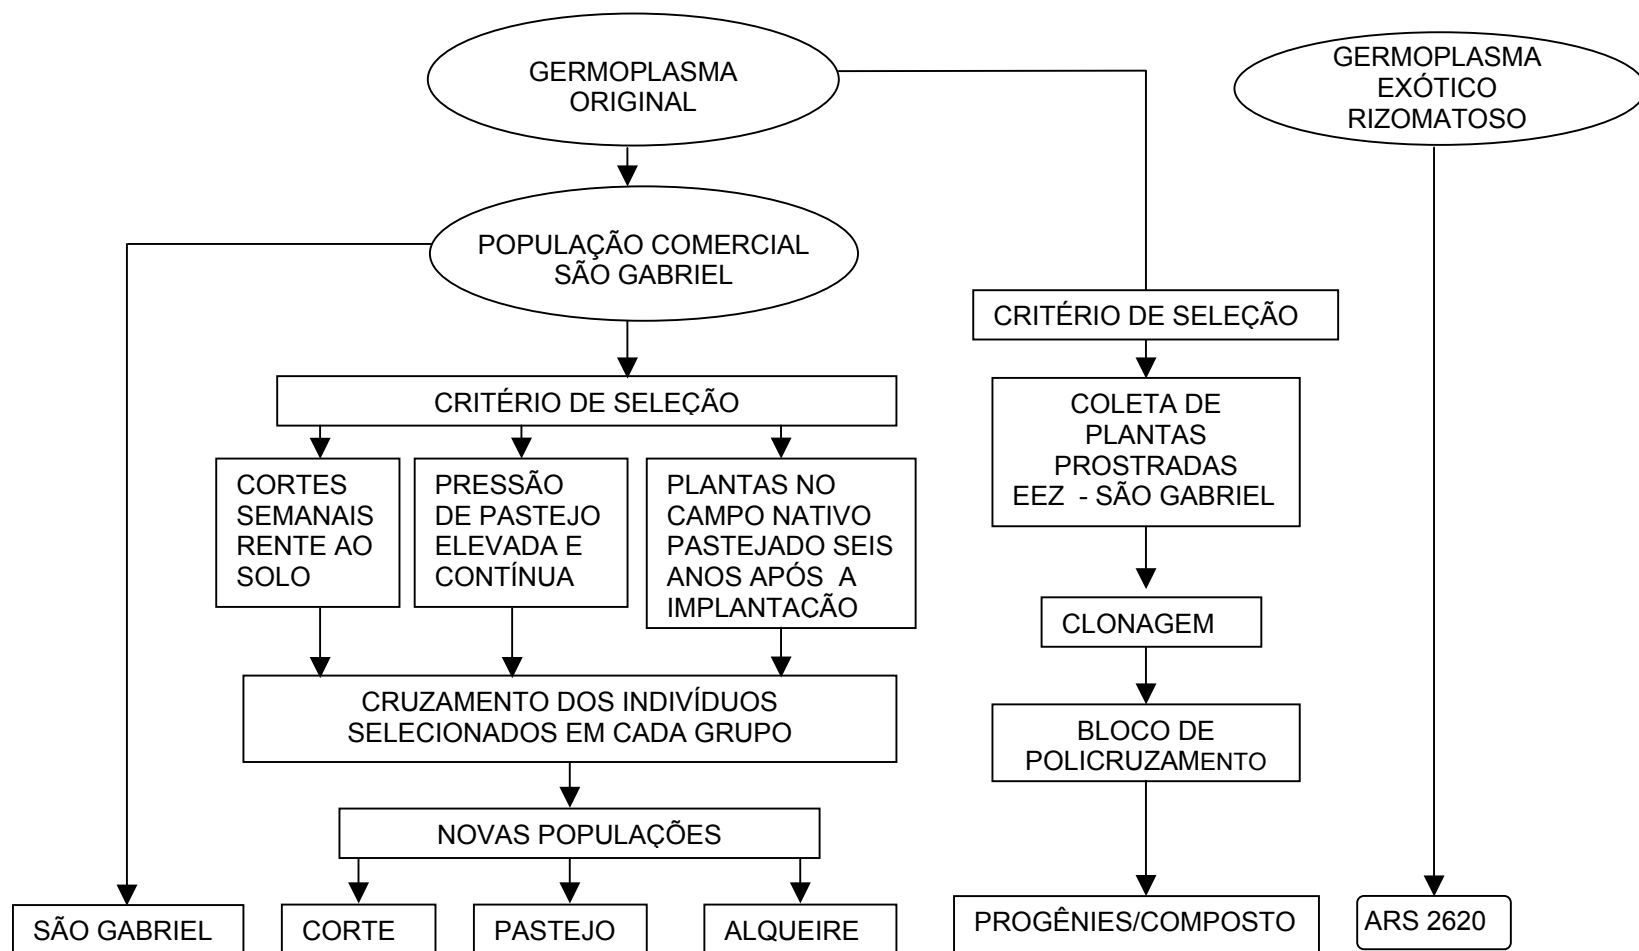 GERMOPLASMA
ORIGINAL
GERMOPLASMA
EXÓTICO
RIZOMATOSO
POPULAÇÃO COMERCIAL
SÃO GABRIEL
CRITÉRIO DE SELEÇÃO
CRITÉRIO DE SELEÇÃO
CORTES
SEMANAIS
RENTE AO
SOLO
PRESSÃO
DE PASTEJO
ELEVADA E
CONTÍNUA
PLANTAS NO
CAMPO NATIVO
PASTEJADO SEIS
ANOS APÓS A
IMPLANTACÃO
COLETA DE
PLANTAS
PROSTRADAS
EEZ - SÃO GABRIEL
CLONAGEM
CRUZAMENTO DOS INDIVÍDUOS
SELECIONADOS EM CADA GRUPO
BLOCO DE
POLICRUZAMENTO
NOVAS POPULAÇÕES
SÃO GABRIEL
CORTE
PASTEJO
ALQUEIRE
PROGÊNIES/COMPOSTO
ARS 2620